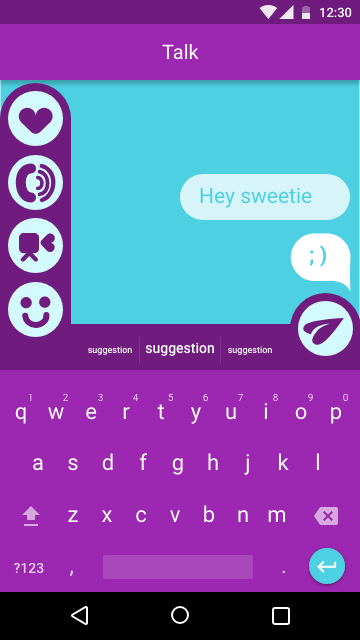 12:30
Talk
Hey sweetie
; )
suggestion suggestion suggestion
1 2 3 4 5 6 7 8 9 0
q w e r t y u i o p
a s d f g h j k l
z x c v b n m
?123 , .